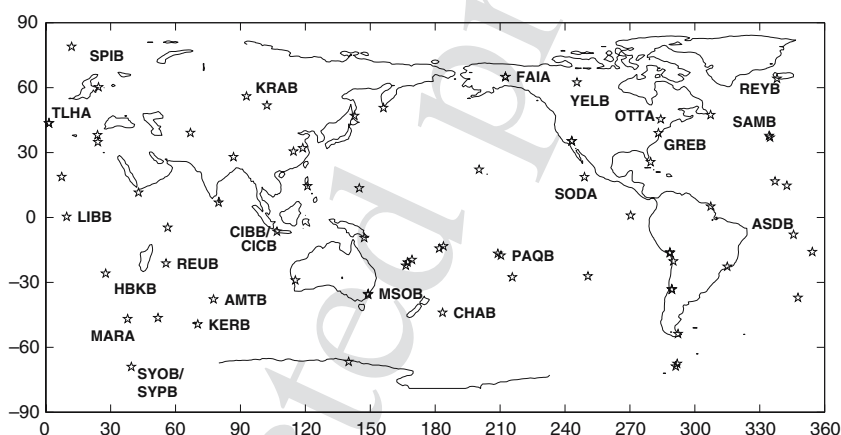 90
60
30
0
−30
−60
−90
SPIB
KRAB
TLHA
LIBB
CIBB/
CICB
REUB
HBKB
AMTB
MARA
KERB
SYOB/
SYPB
MSOB
CHAB
PAQB
FAIA
YELB
OTTA
GREB
SODA
REYB
SAMB
ASDB
0 30 60 90 120 150 180 210 240 270 300 330 360